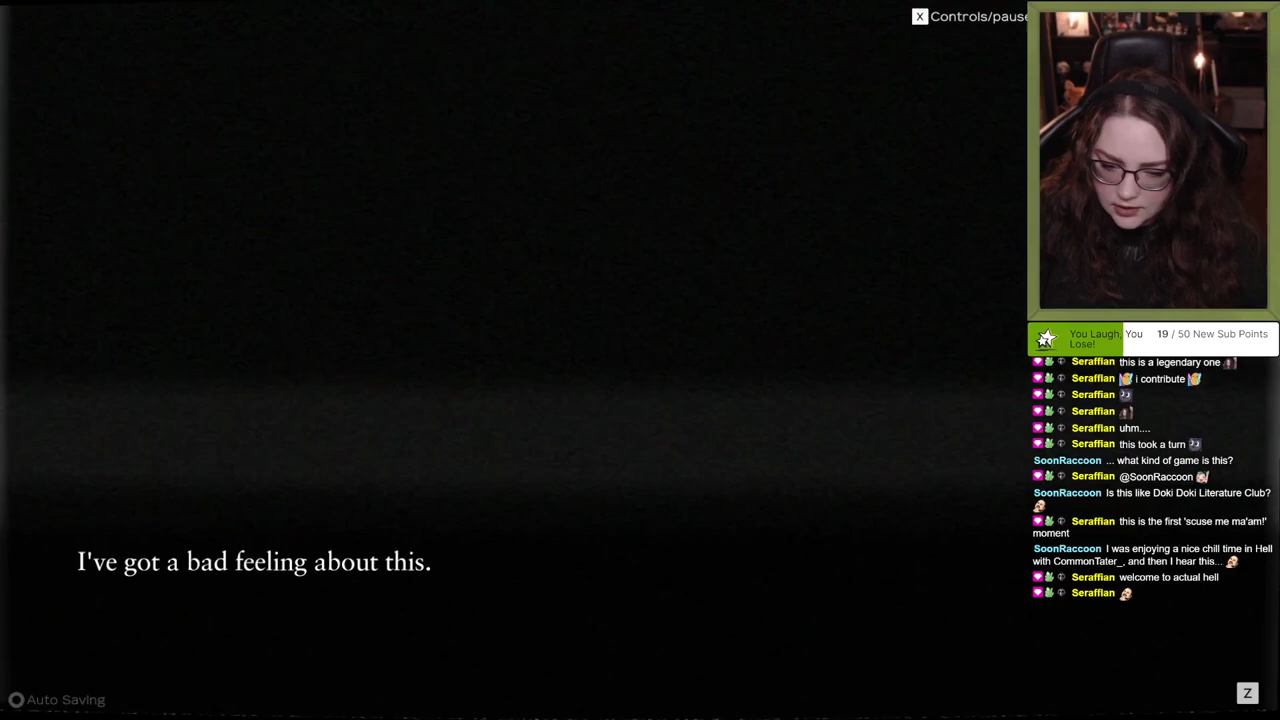 X Controls/pause
You Laugh, You Lose!
19 / 50 New Sub Points
Seraffian this is a legendary one
Seraffian i contribute
Seraffian
Seraffian
Seraffian uhm....
Seraffian this took a turn
SoonRaccoon ... what kind of game is this?
Seraffian @SoonRaccoon
SoonRaccoon Is this like Doki Doki Literature Club?
Seraffian this is the first 'scuse me ma'am!'
moment
SoonRaccoon I was enjoying a nice chill time in Hell
with CommonTater_, and then I hear this...
Seraffian welcome to actual hell
Seraffian
I've got a bad feeling about this.
Auto Saving
Z